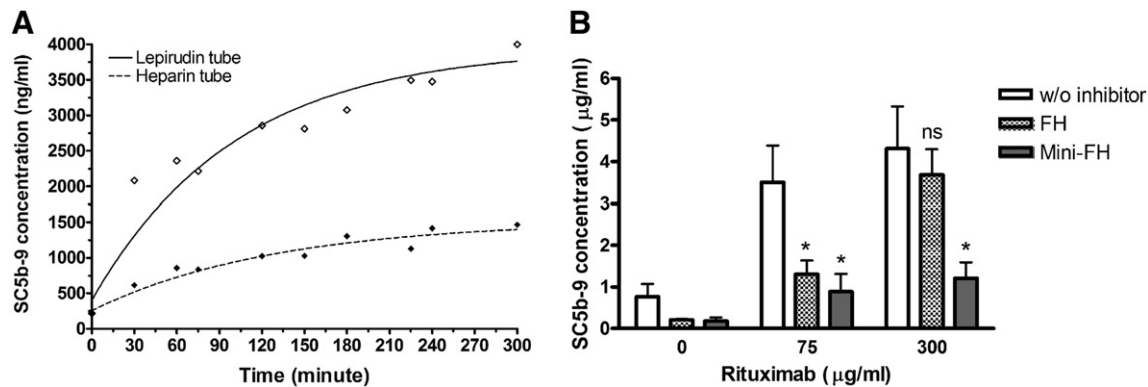 A
Lepirudin tube
Heparin tube
SC5b-9 concentration (ng/ml)
4000
3500
3000
2500
2000
1500
1000
500
0
0 30 60 90 120 150 180 210 240 270 300
Time (minute)
B
w/o inhibitor
FH
Mini-FH
SC5b-9 concentration ( μg/ml)
6
5
4
3
2
1
0
* * ns *
0 75 300
Rituximab ( μg/ml)